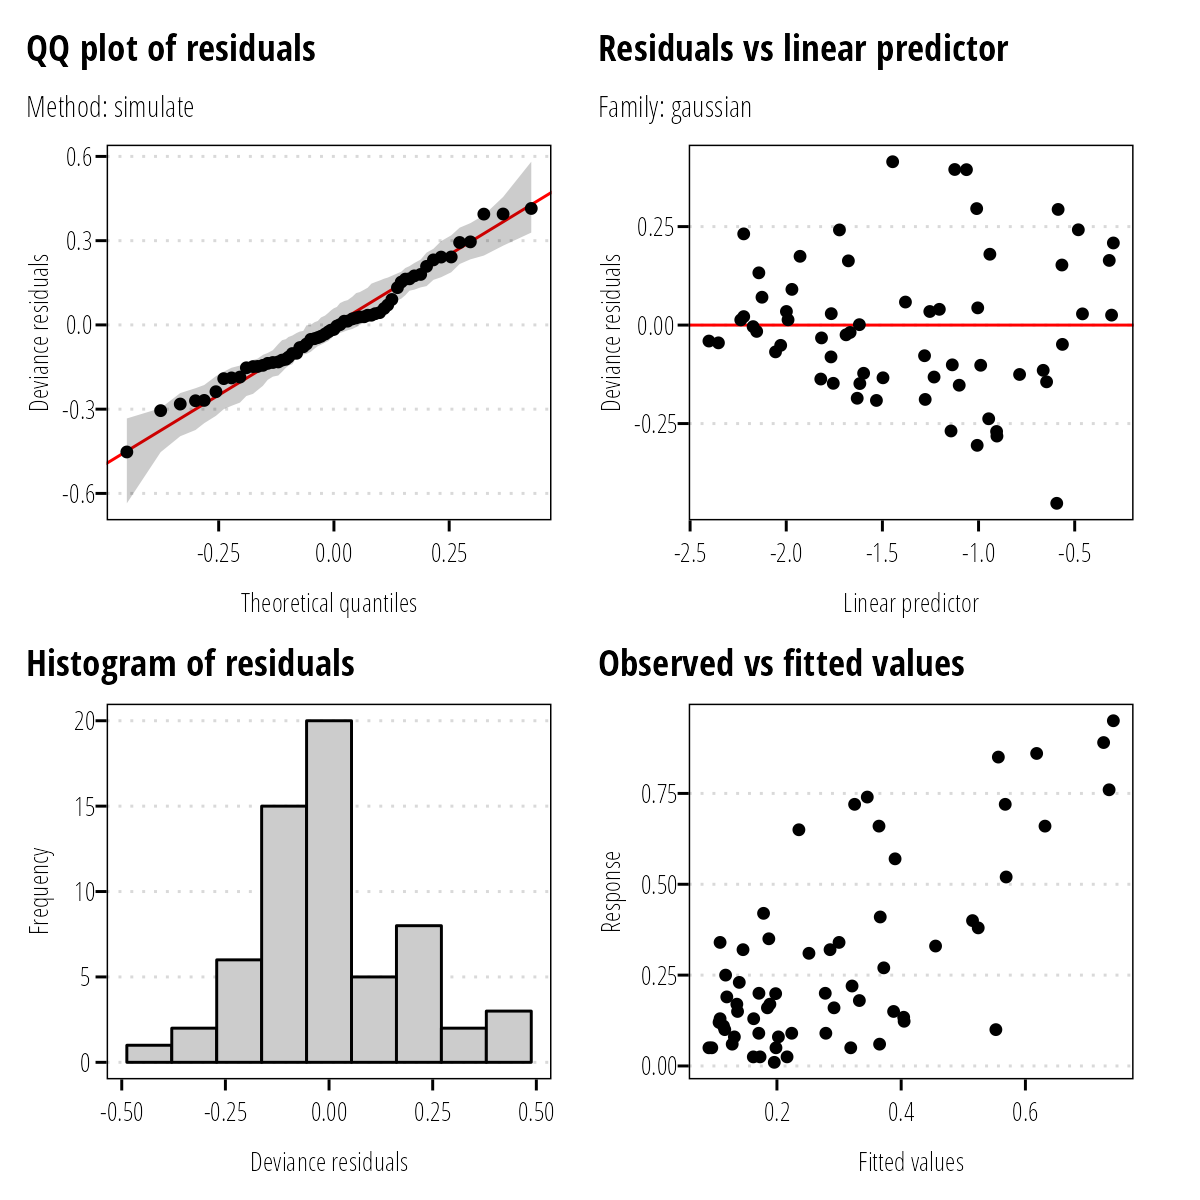 QQ plot of residuals
Method: simulate
Deviance residuals
0.6
0.3
0.0
-0.3
-0.6
-0.25 0.00 0.25
Theoretical quantiles
Residuals vs linear predictor
Family: gaussian
Deviance residuals
0.25
0.00
-0.25
-2.5 -2.0 -1.5 -1.0 -0.5
Linear predictor
Histogram of residuals
Frequency
20
15
10
5
0
-0.50 -0.25 0.00 0.25 0.50
Deviance residuals
Observed vs fitted values
Response
0.75
0.50
0.25
0.00
0.2 0.4 0.6
Fitted values